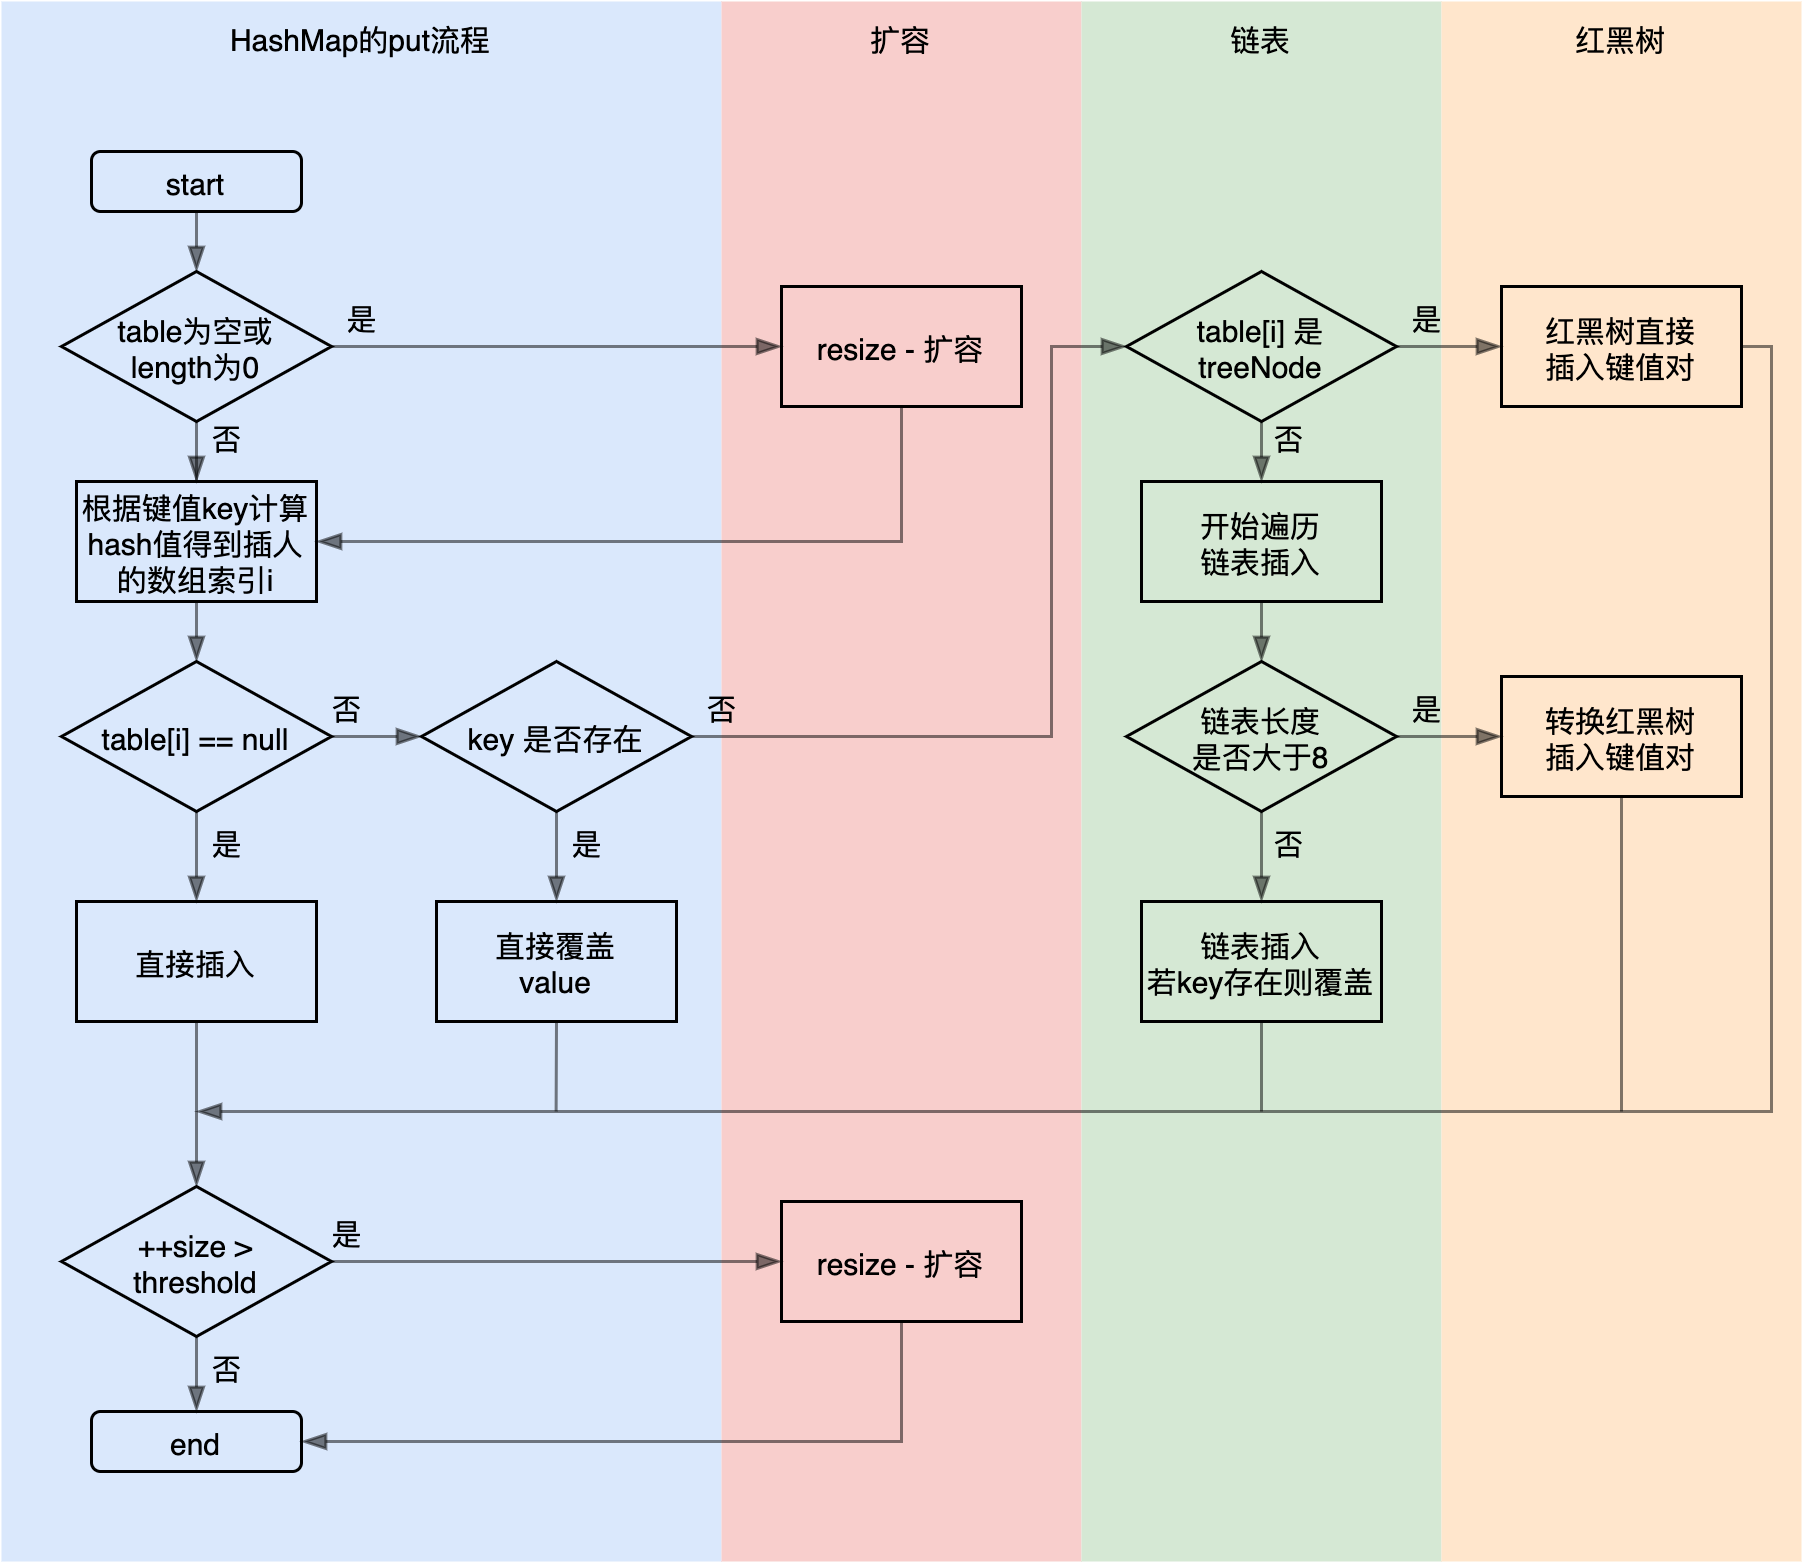 HashMap的put流程
扩容
链表
红黑树
start
table为空或
length为0
是
resize - 扩容
table[i] 是
treeNode
是
红黑树直接
插入键值对
否
否
根据键值key计算
hash值得到插人
的数组索引i
开始遍历
链表插入
table[i] == null
否
key 是否存在
否
链表长度
是否大于8
是
转换红黑树
插入键值对
是
是
否
直接插入
直接覆盖
value
链表插入
若key存在则覆盖
++size >
threshold
是
resize - 扩容
否
end